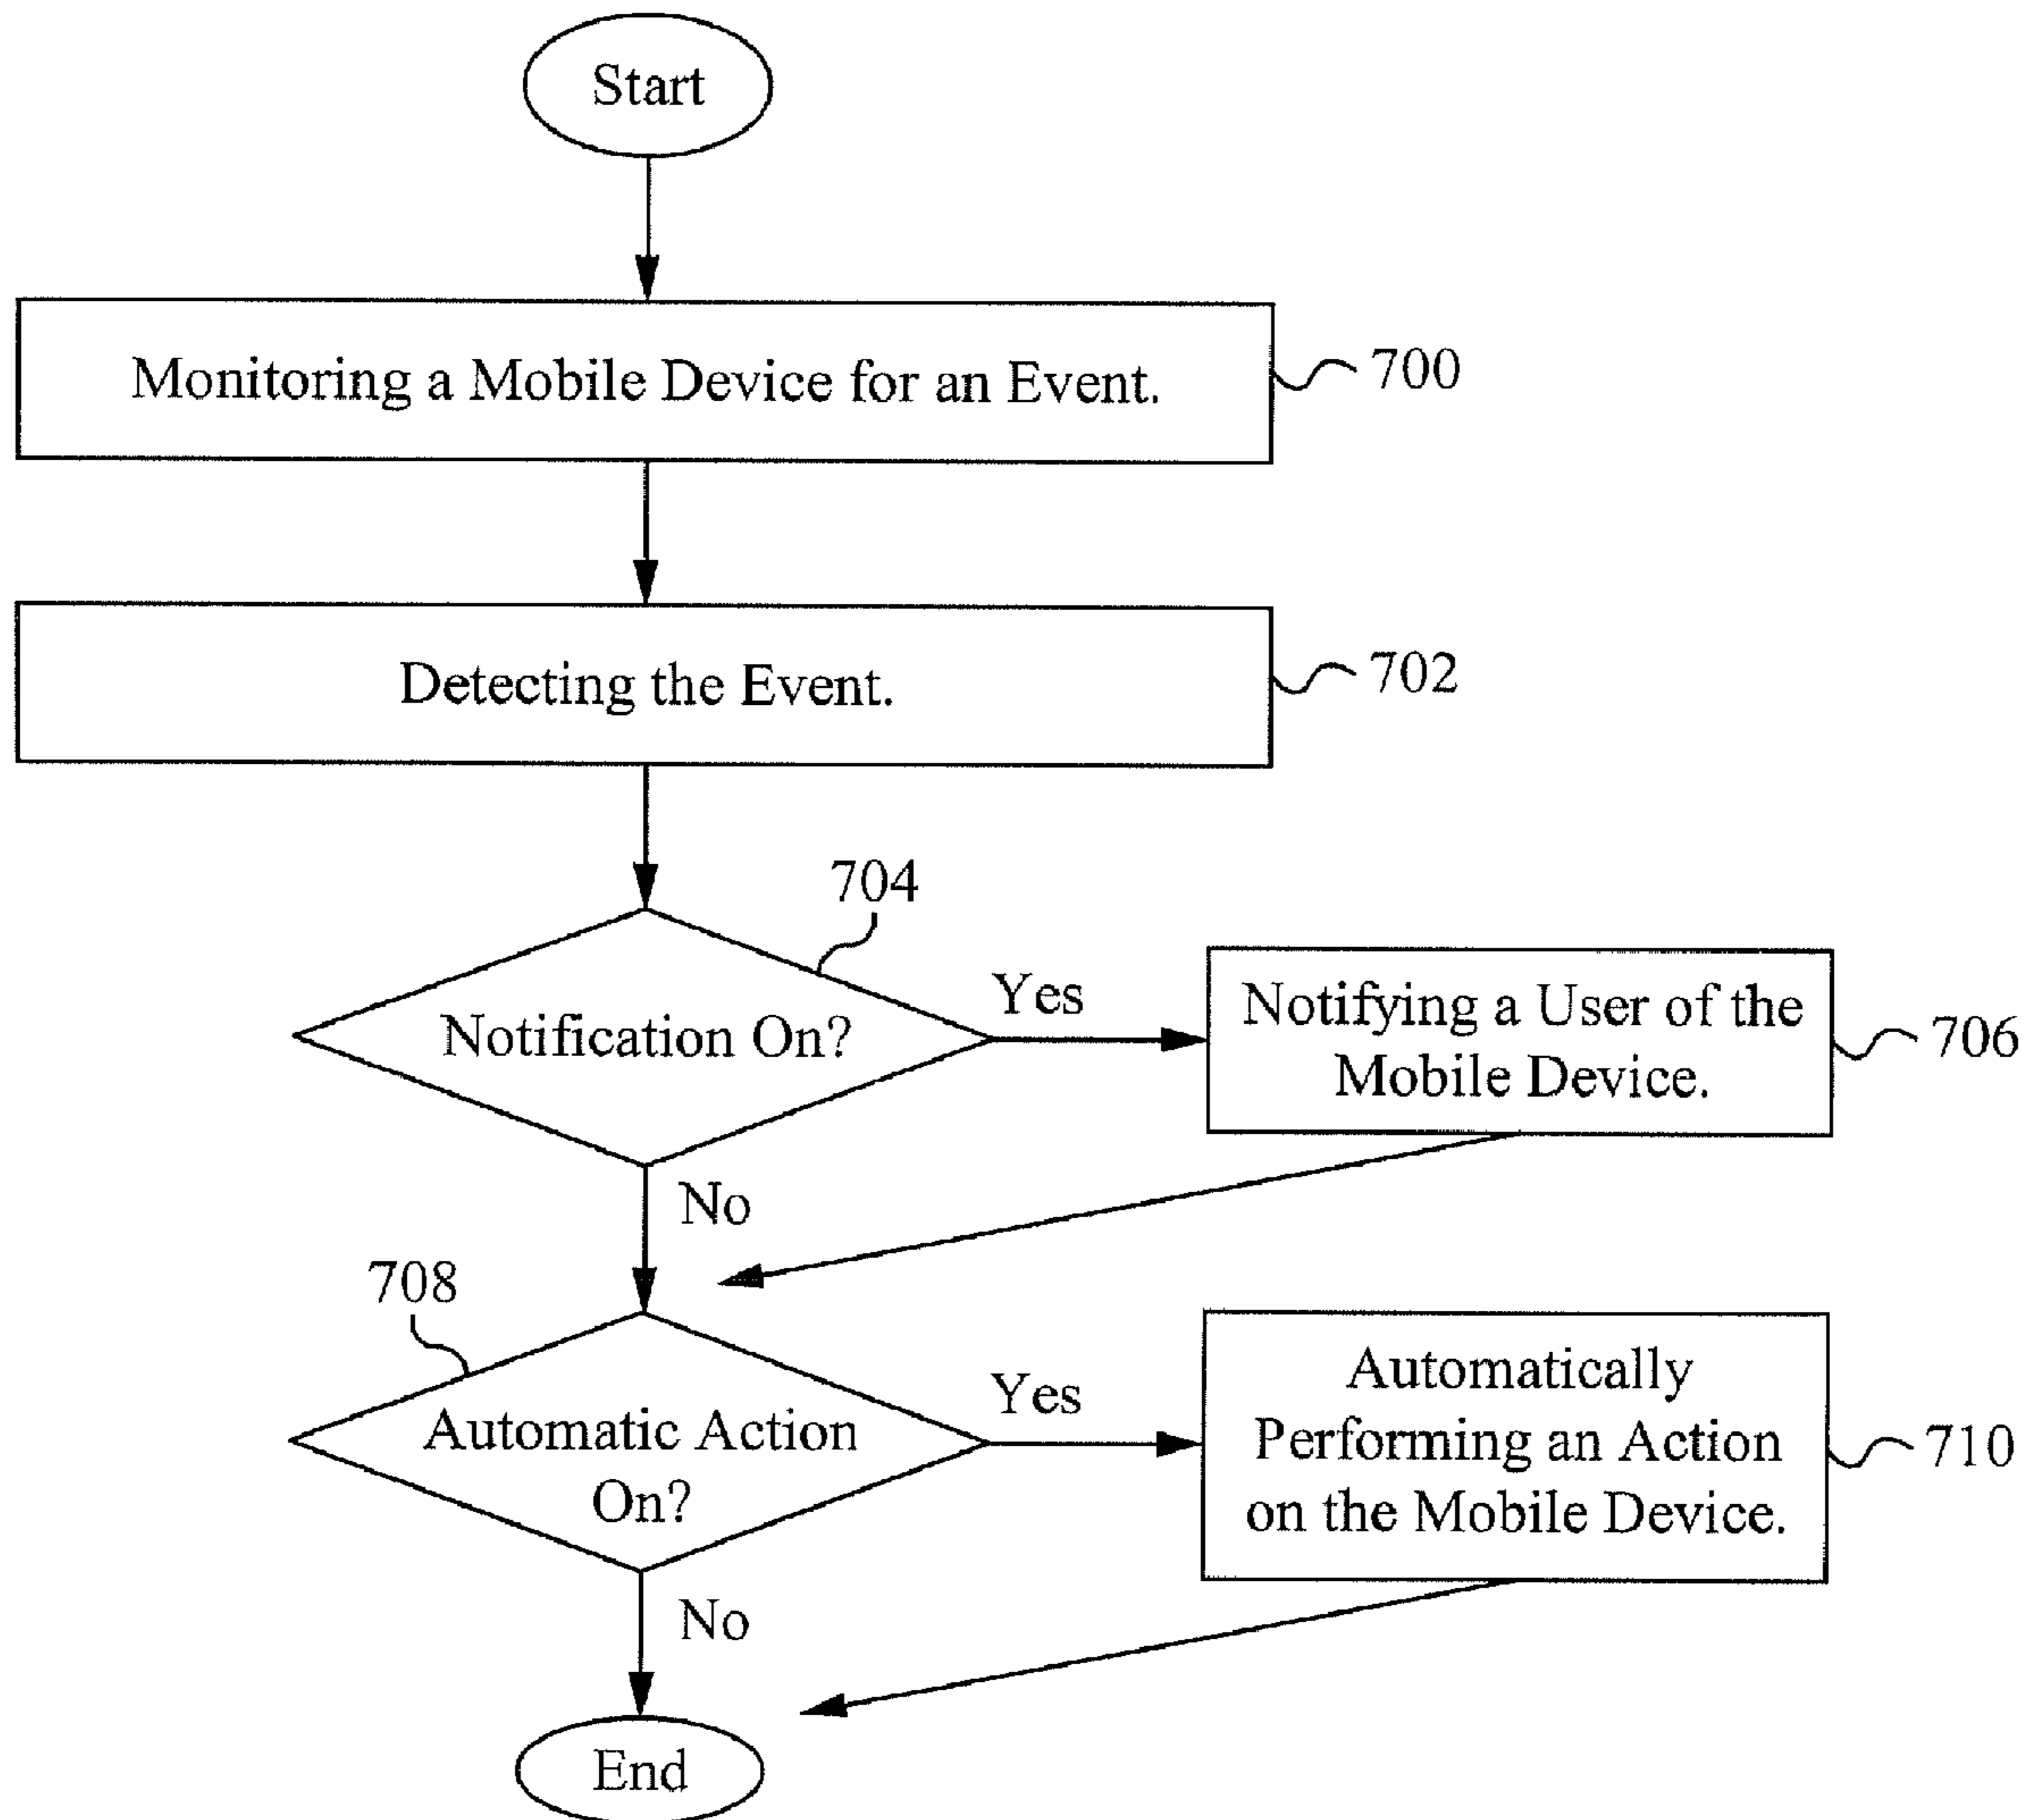 Start
Monitoring a Mobile Device for an Event.
700
Detecting the Event.
702
704
Notification On?
Yes
Notifying a User of the
Mobile Device.
706
No
708
Automatic Action
On?
Yes
Automatically
Performing an Action
on the Mobile Device.
710
No
End